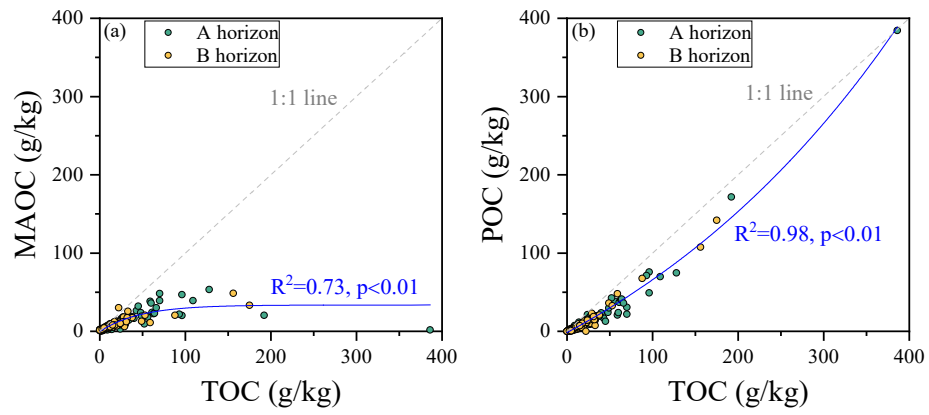 (a)
A horizon
B horizon
1:1 line
R²=0.73, p<0.01
MAOC (g/kg)
400
300
200
100
0
0 100 200 300 400
TOC (g/kg)
(b)
A horizon
B horizon
1:1 line
R²=0.98, p<0.01
POC (g/kg)
400
300
200
100
0
0 100 200 300 400
TOC (g/kg)